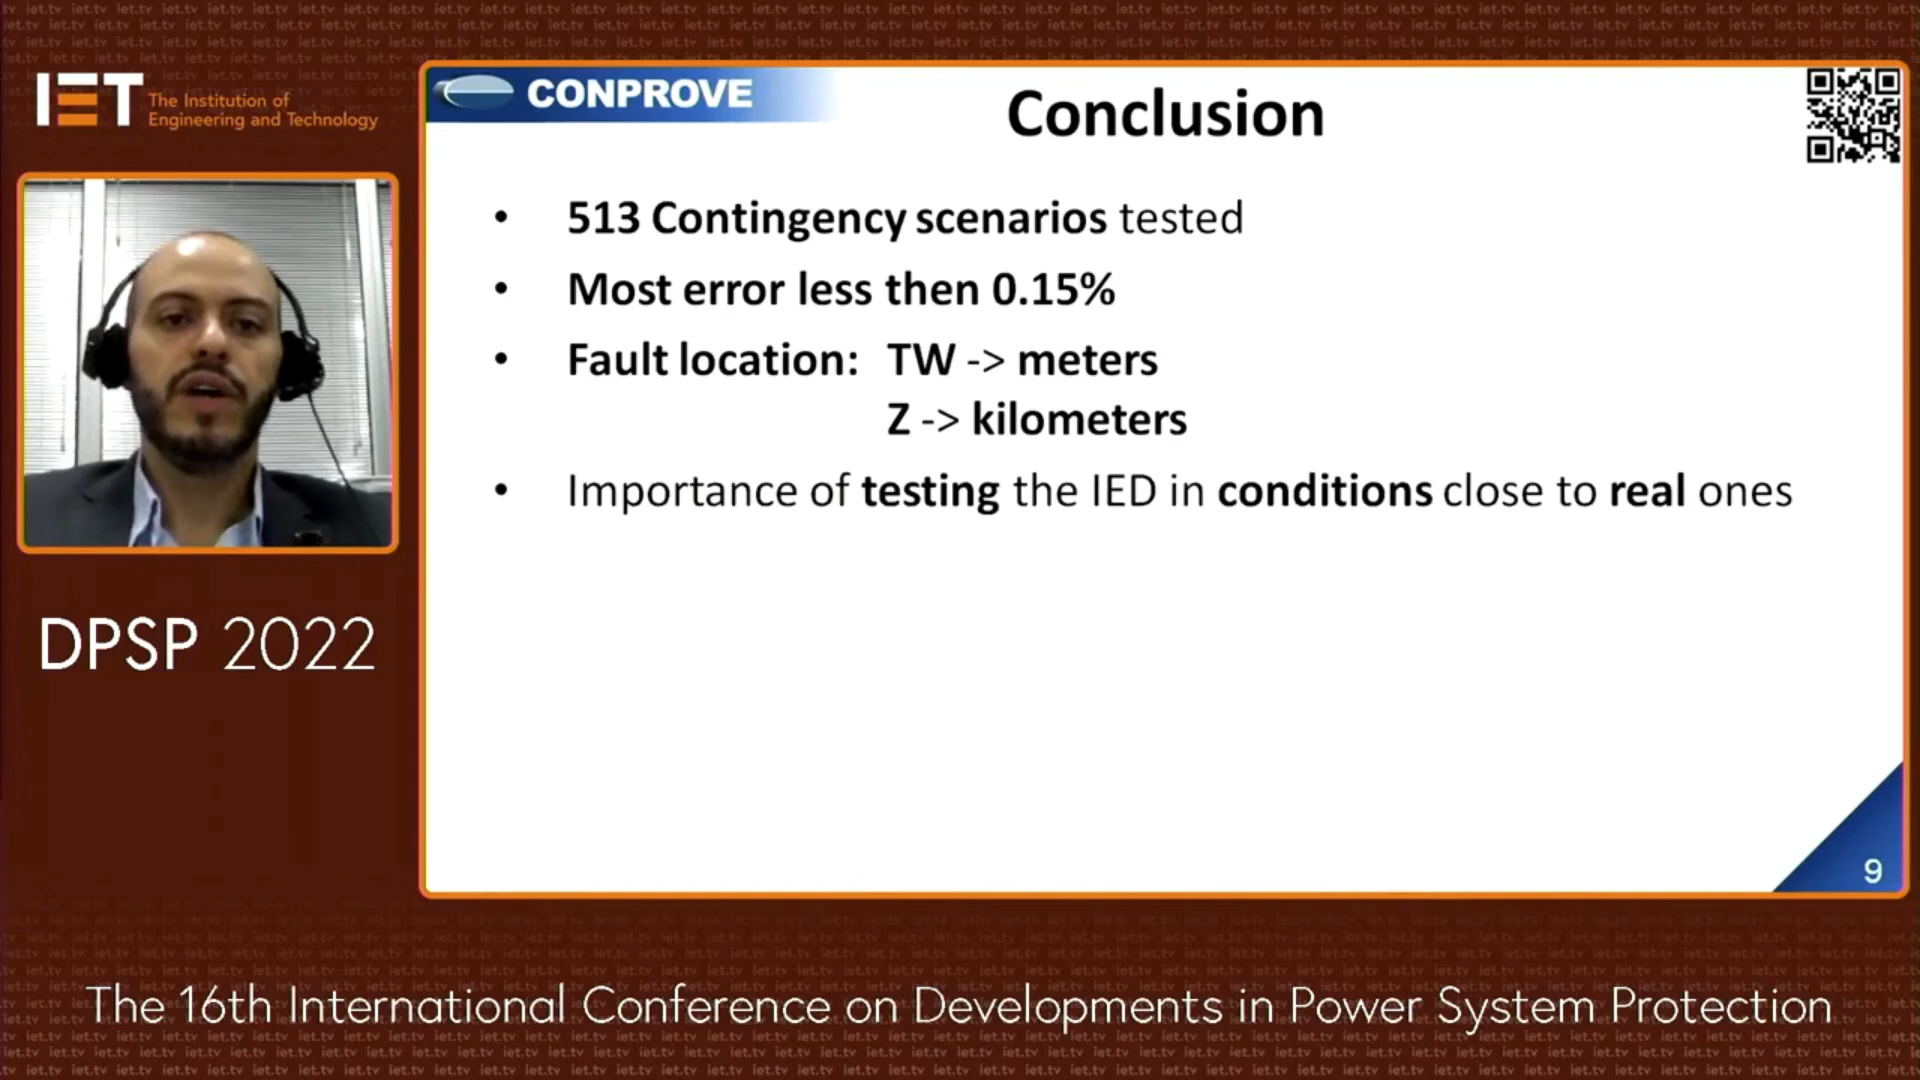 IET The Institution of
Engineering and Technology
CONPROVE
Conclusion
• 513 Contingency scenarios tested
• Most error less then 0.15%
• Fault location: TW -> meters
Z -> kilometers
• Importance of testing the IED in conditions close to real ones
9
DPSP 2022
The 16th International Conference on Developments in Power System Protection
iet.tv